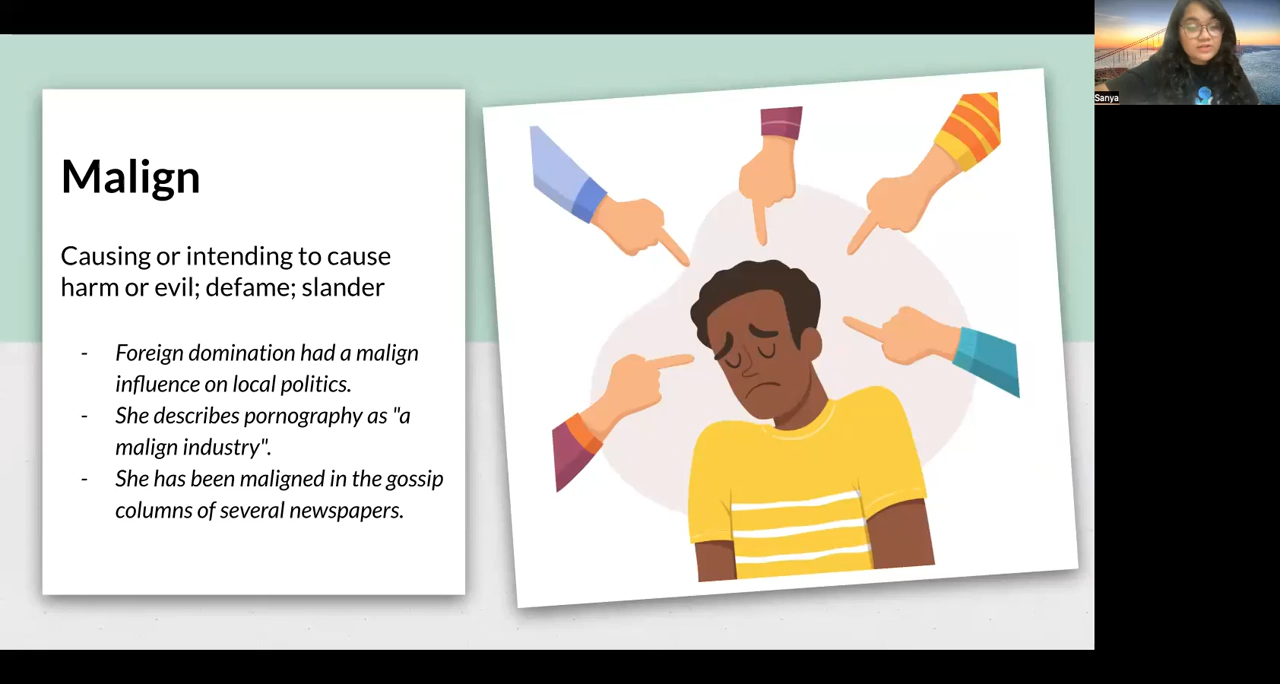 Malign
Causing or intending to cause
harm or evil; defame; slander
- Foreign domination had a malign
influence on local politics.
- She describes pornography as "a
malign industry".
- She has been maligned in the gossip
columns of several newspapers.
Sanya